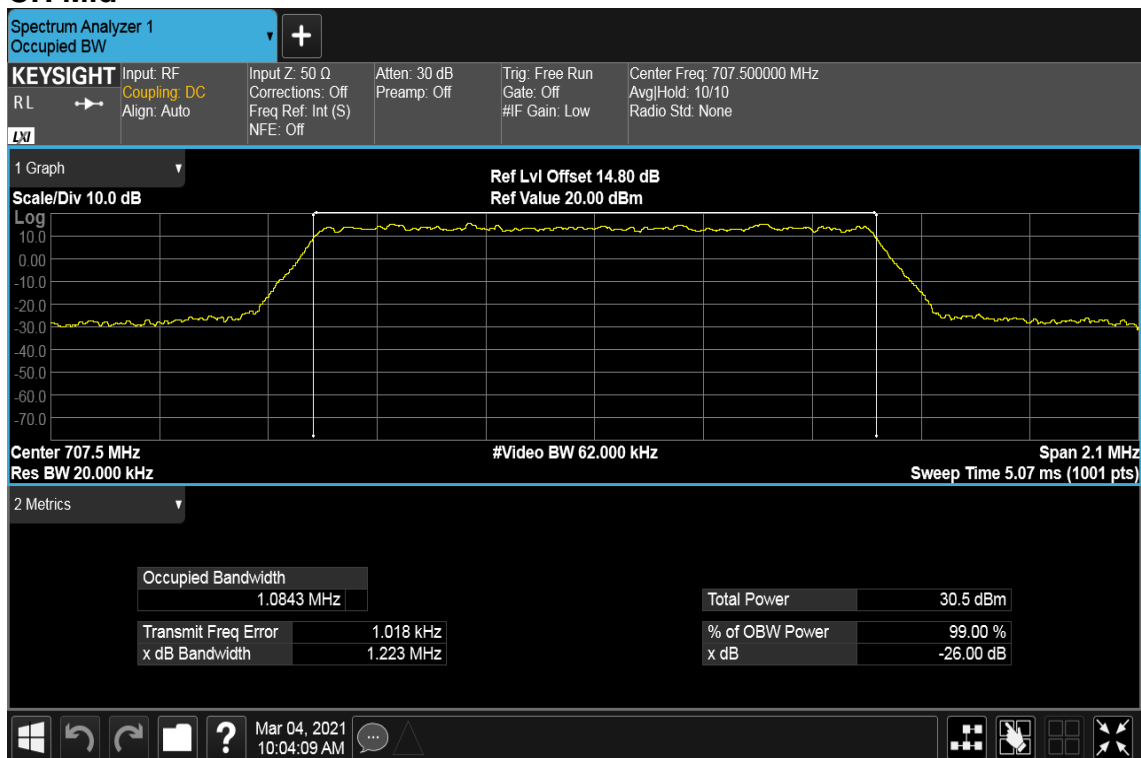 Spectrum Analyzer 1
Occupied BW
KEYSIGHT
R L
LXI
Input: RF
Coupling: DC
Align: Auto
Input Z: 50 Ω
Corrections: Off
Freq Ref: Int (S)
NFE: Off
Atten: 30 dB
Preamp: Off
Trig: Free Run
Gate: Off
#IF Gain: Low
Center Freq: 707.500000 MHz
Avg|Hold: 10/10
Radio Std: None
1 Graph
Scale/Div 10.0 dB
Ref Lvl Offset 14.80 dB
Ref Value 20.00 dBm
Log
10.0
0.00
-10.0
-20.0
-30.0
-40.0
-50.0
-60.0
-70.0
Center 707.5 MHz
#Video BW 62.000 kHz
Span 2.1 MHz
Res BW 20.000 kHz
Sweep Time 5.07 ms (1001 pts)
2 Metrics
Occupied Bandwidth
1.0843 MHz
Total Power 30.5 dBm
Transmit Freq Error 1.018 kHz
% of OBW Power 99.00 %
x dB Bandwidth 1.223 MHz
x dB -26.00 dB
Mar 04, 2021
10:04:09 AM